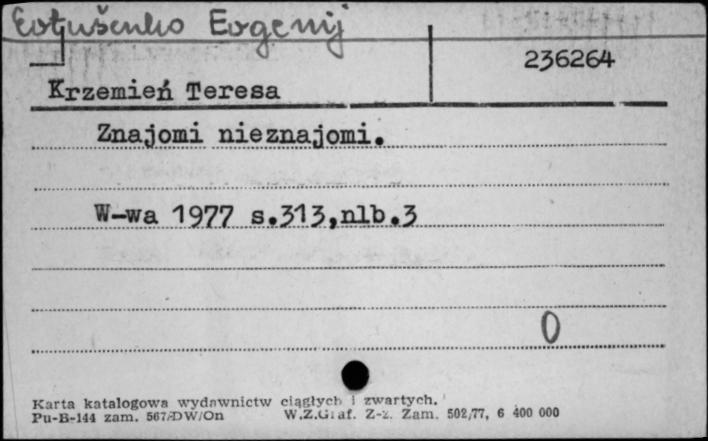 Evtušenko Evgenij
236264
Krzemień Teresa
Znajomi nieznajomi.
W-wa 1977 s.313,nlb.3
0
Karta katalogowa wydawnictw ciągłych i zwartych.
Pu-B-144 zam. 567/DW/On W.Z.Graf. Z-z. Zam. 502/77, 6 400 000